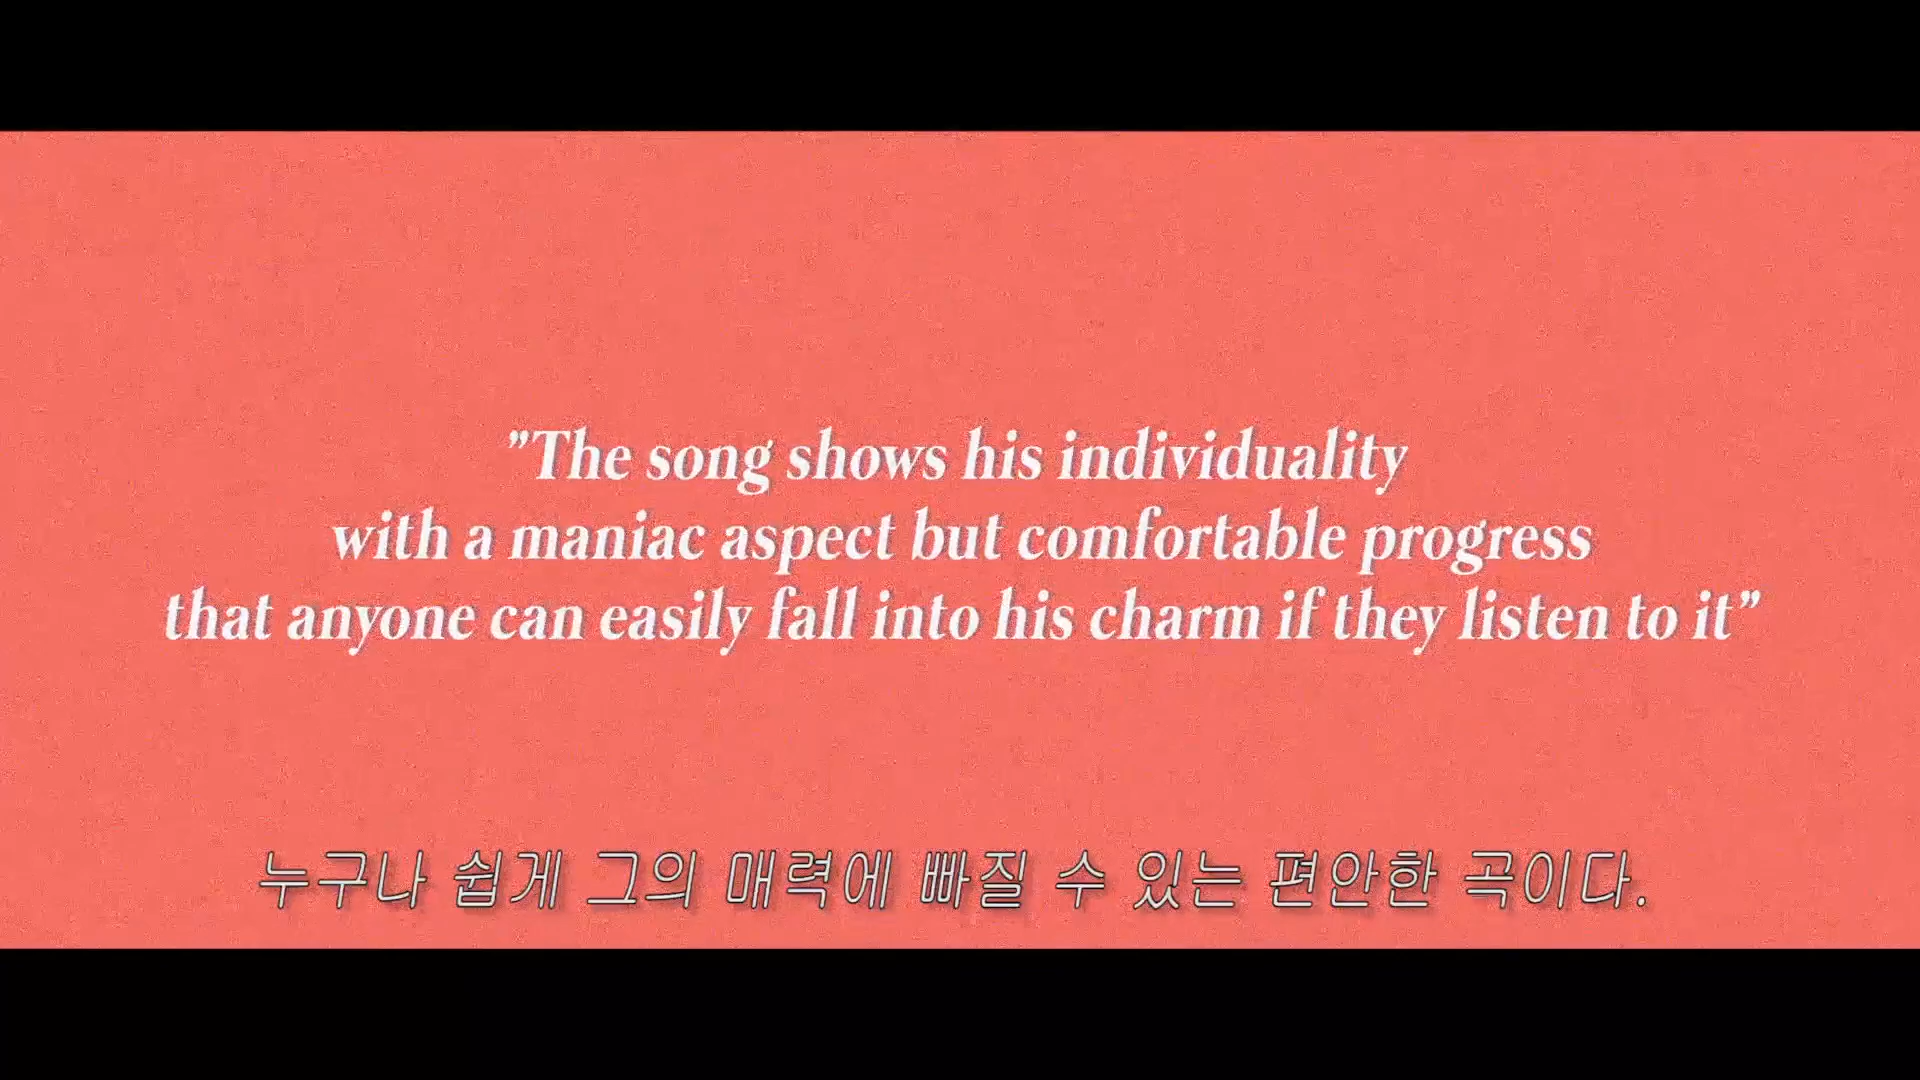 ”The song shows his individuality
with a maniac aspect but comfortable progress
that anyone can easily fall into his charm if they listen to it”
누구나 쉽게 그의 매력에 빠질 수 있는 편안한 곡이다.